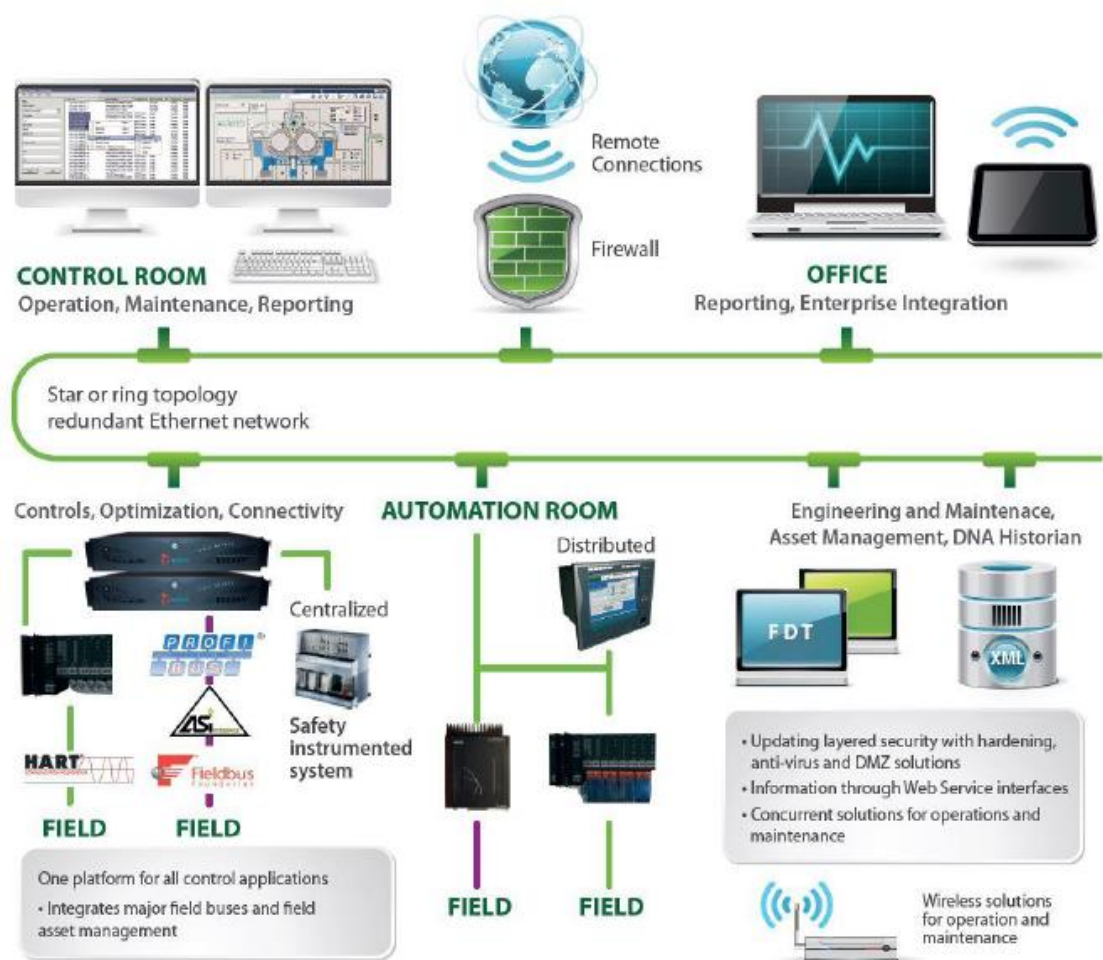 Remote
Connections
Firewall
CONTROL ROOM
Operation, Maintenance, Reporting
OFFICE
Reporting, Enterprise Integration
Star or ring topology
redundant Ethernet network
Controls, Optimization, Connectivity
AUTOMATION ROOM
Engineering and Maintenace,
Asset Management, DNA Historian
Distributed
Centralized
PROFI
BUS
FDT
XML
ASi
Safety
instrumented
system
HART
Fieldbus
Foundation
FIELD
FIELD
FIELD
FIELD
One platform for all control applications
• Integrates major field buses and field
asset management
• Updating layered security with hardening,
anti-virus and DMZ solutions
• Information through Web Service interfaces
• Concurrent solutions for operations and
maintenance
Wireless solutions
for operation and
maintenance